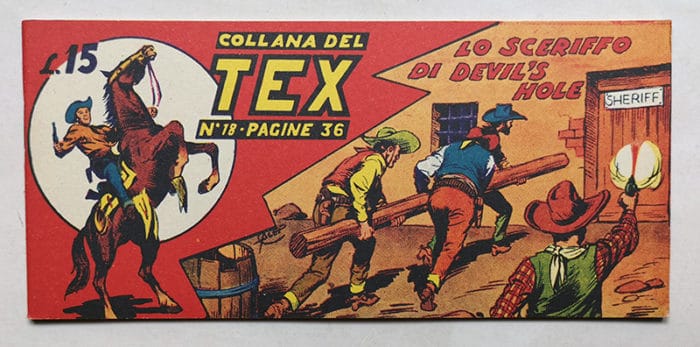 L.15
COLLANA DEL
TEX
N° 18 - PAGINE 36
LO SCERIFFO
DI DEVIL'S
HOLE
SHERIFF